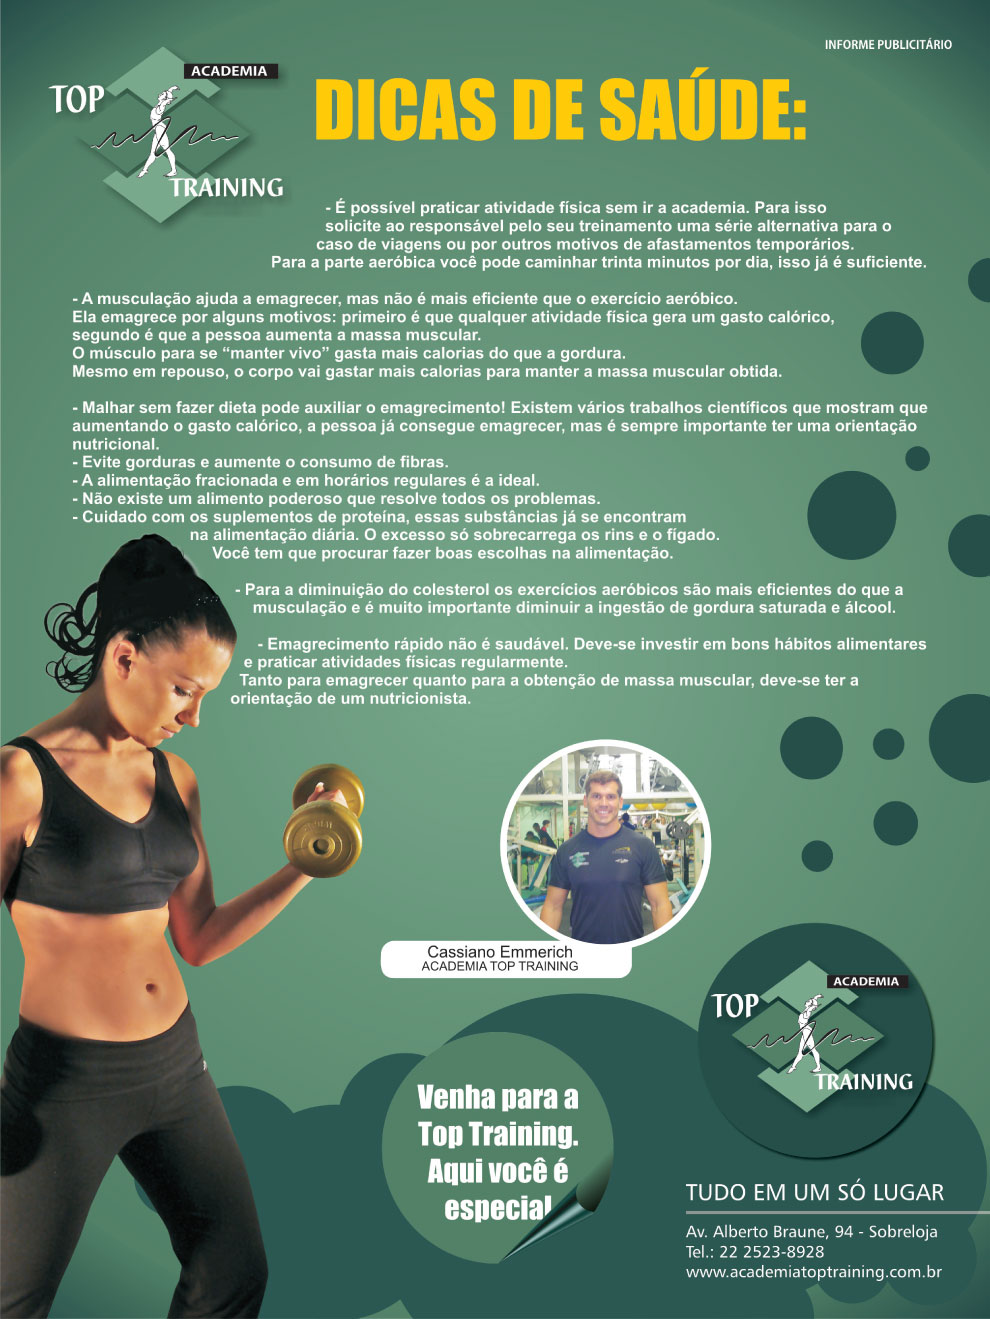 INFORME PUBLICITÁRIO
ACADEMIA
TOP
TRAINING
DICAS DE SAÚDE:
- É possível praticar atividade física sem ir a academia. Para isso
solicite ao responsável pelo seu treinamento uma série alternativa para o
caso de viagens ou por outros motivos de afastamentos temporários.
Para a parte aeróbica você pode caminhar trinta minutos por dia, isso já é suficiente.
- A musculação ajuda a emagrecer, mas não é mais eficiente que o exercício aeróbico.
Ela emagrece por alguns motivos: primeiro é que qualquer atividade física gera um gasto calórico,
segundo é que a pessoa aumenta a massa muscular.
O músculo para se “manter vivo” gasta mais calorias do que a gordura.
Mesmo em repouso, o corpo vai gastar mais calorias para manter a massa muscular obtida.
- Malhar sem fazer dieta pode auxiliar o emagrecimento! Existem vários trabalhos científicos que mostram que
aumentando o gasto calórico, a pessoa já consegue emagrecer, mas é sempre importante ter uma orientação
nutricional.
- Evite gorduras e aumente o consumo de fibras.
- A alimentação fracionada e em horários regulares é a ideal.
- Não existe um alimento poderoso que resolve todos os problemas.
- Cuidado com os suplementos de proteína, essas substâncias já se encontram
na alimentação diária. O excesso só sobrecarrega os rins e o fígado.
Você tem que procurar fazer boas escolhas na alimentação.
- Para a diminuição do colesterol os exercícios aeróbicos são mais eficientes do que a
musculação e é muito importante diminuir a ingestão de gordura saturada e álcool.
- Emagrecimento rápido não é saudável. Deve-se investir em bons hábitos alimentares
e praticar atividades físicas regularmente.
Tanto para emagrecer quanto para a obtenção de massa muscular, deve-se ter a
orientação de um nutricionista.
Cassiano Emmerich
ACADEMIA TOP TRAINING
ACADEMIA
TOP
TRAINING
Venha para a
Top Training.
Aqui você é
especial
TUDO EM UM SÓ LUGAR
Av. Alberto Braune, 94 - Sobreloja
Tel.: 22 2523-8928
www.academiatoptraining.com.br